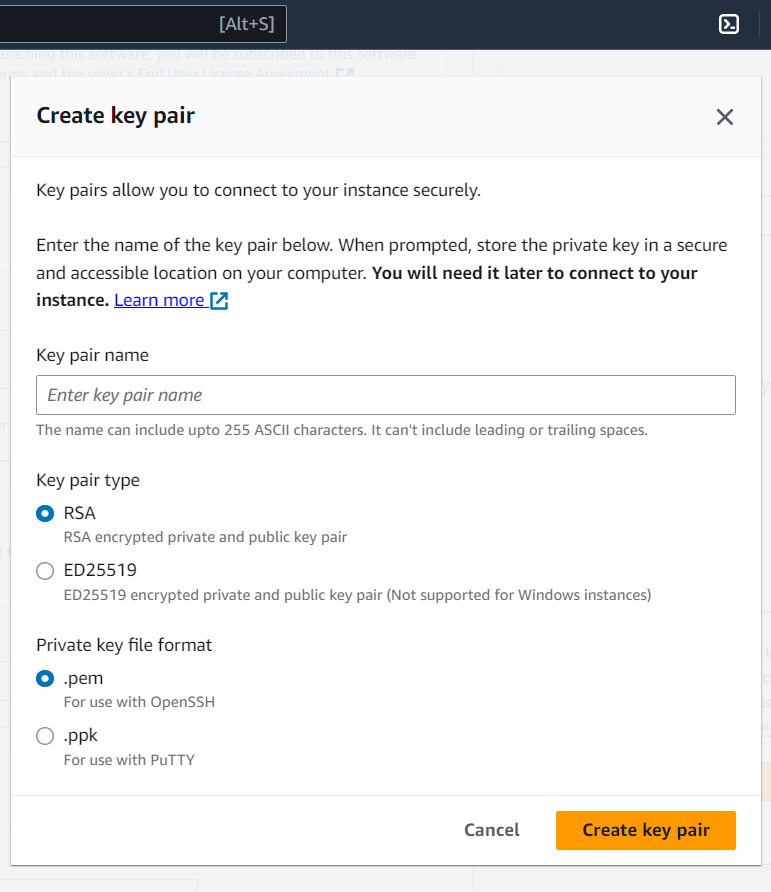 [Alt+S]
unching this software, you will be subscribed to this software
erms and the seller's End User License Agreement
Create key pair
Key pairs allow you to connect to your instance securely.
Enter the name of the key pair below. When prompted, store the private key in a secure
and accessible location on your computer. You will need it later to connect to your
instance. Learn more
Key pair name
Enter key pair name
The name can include upto 255 ASCII characters. It can't include leading or trailing spaces.
Key pair type
RSA
RSA encrypted private and public key pair
ED25519
ED25519 encrypted private and public key pair (Not supported for Windows instances)
Private key file format
.pem
For use with OpenSSH
.ppk
For use with PuTTY
Cancel
Create key pair